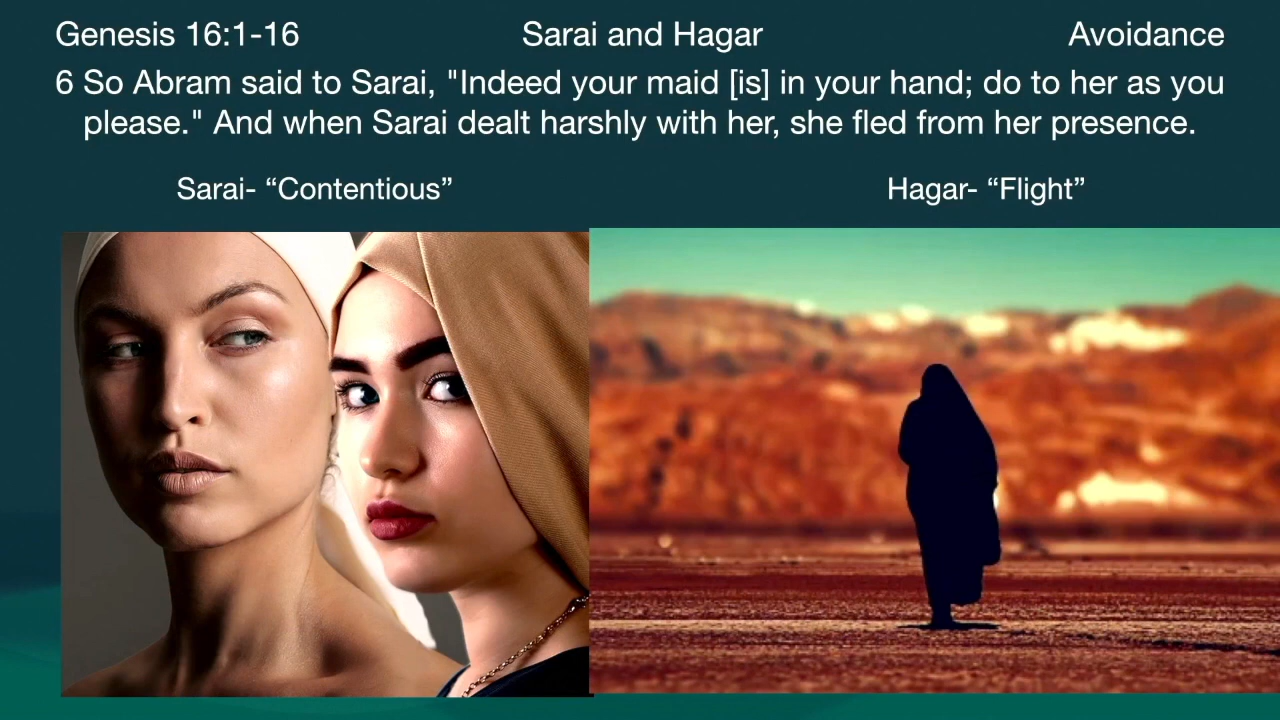 Genesis 16:1-16 Sarai and Hagar Avoidance
6 So Abram said to Sarai, "Indeed your maid [is] in your hand; do to her as you
please." And when Sarai dealt harshly with her, she fled from her presence.
Sarai- “Contentious” Hagar- “Flight”